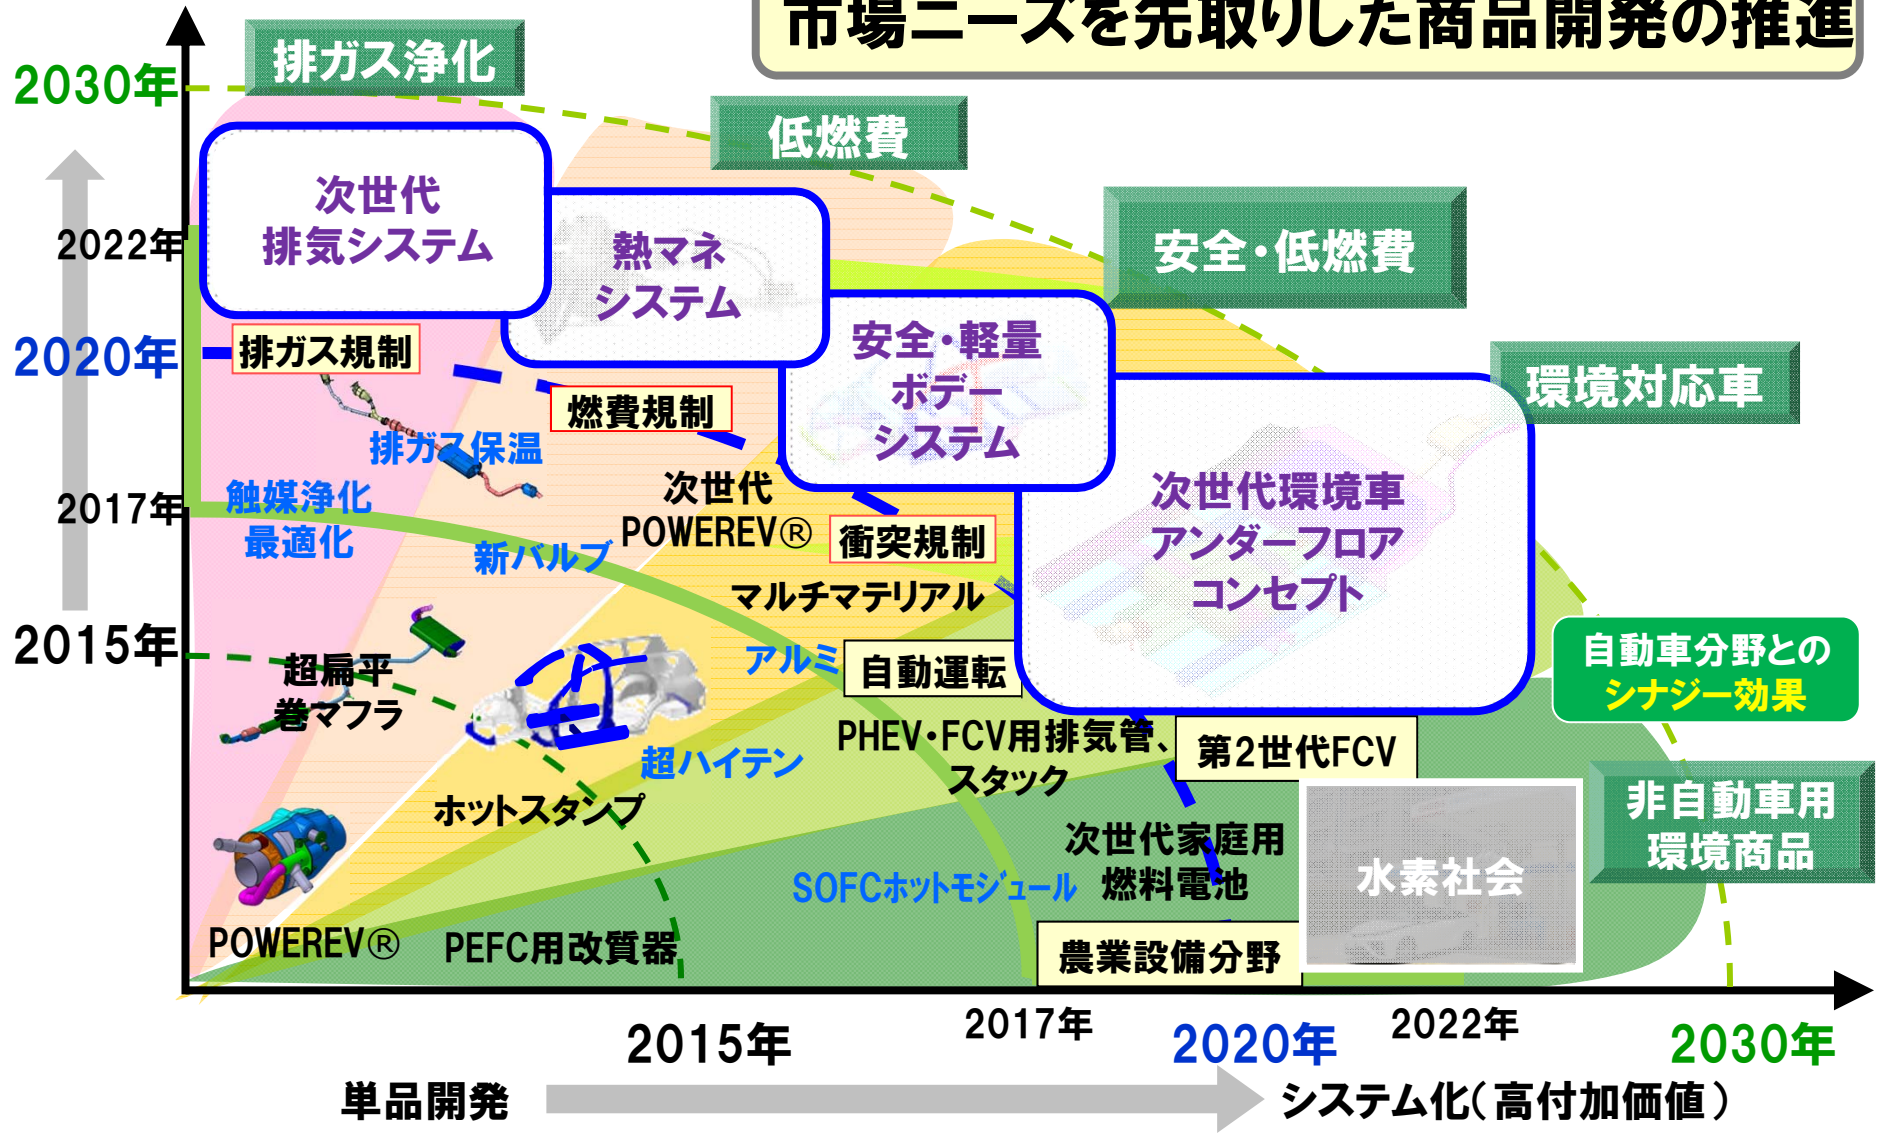 市場ニーズを先取りした商品開発の推進
排ガス浄化
2030年
低燃費
次世代
排気システム
安全・低燃費
2022年
熱マネ
システム
2020年
排ガス規制
安全・軽量
ボデー
システム
環境対応車
燃費規制
排ガス保温
次世代
POWEREV®
次世代環境車
アンダーフロア
コンセプト
2017年
触媒浄化
最適化
新バルブ
衝突規制
マルチマテリアル
2015年
超扁平
巻マフラ
アルミ
自動運転
自動車分野との
シナジー効果
PHEV・FCV用排気管、
スタック
第2世代FCV
超ハイテン
ホットスタンプ
非自動車用
環境商品
次世代家庭用
燃料電池
水素社会
SOFCホットモジュール
POWEREV®
PEFC用改質器
農業設備分野
2015年
2017年
2020年
2022年
2030年
単品開発
システム化(高付加価値)